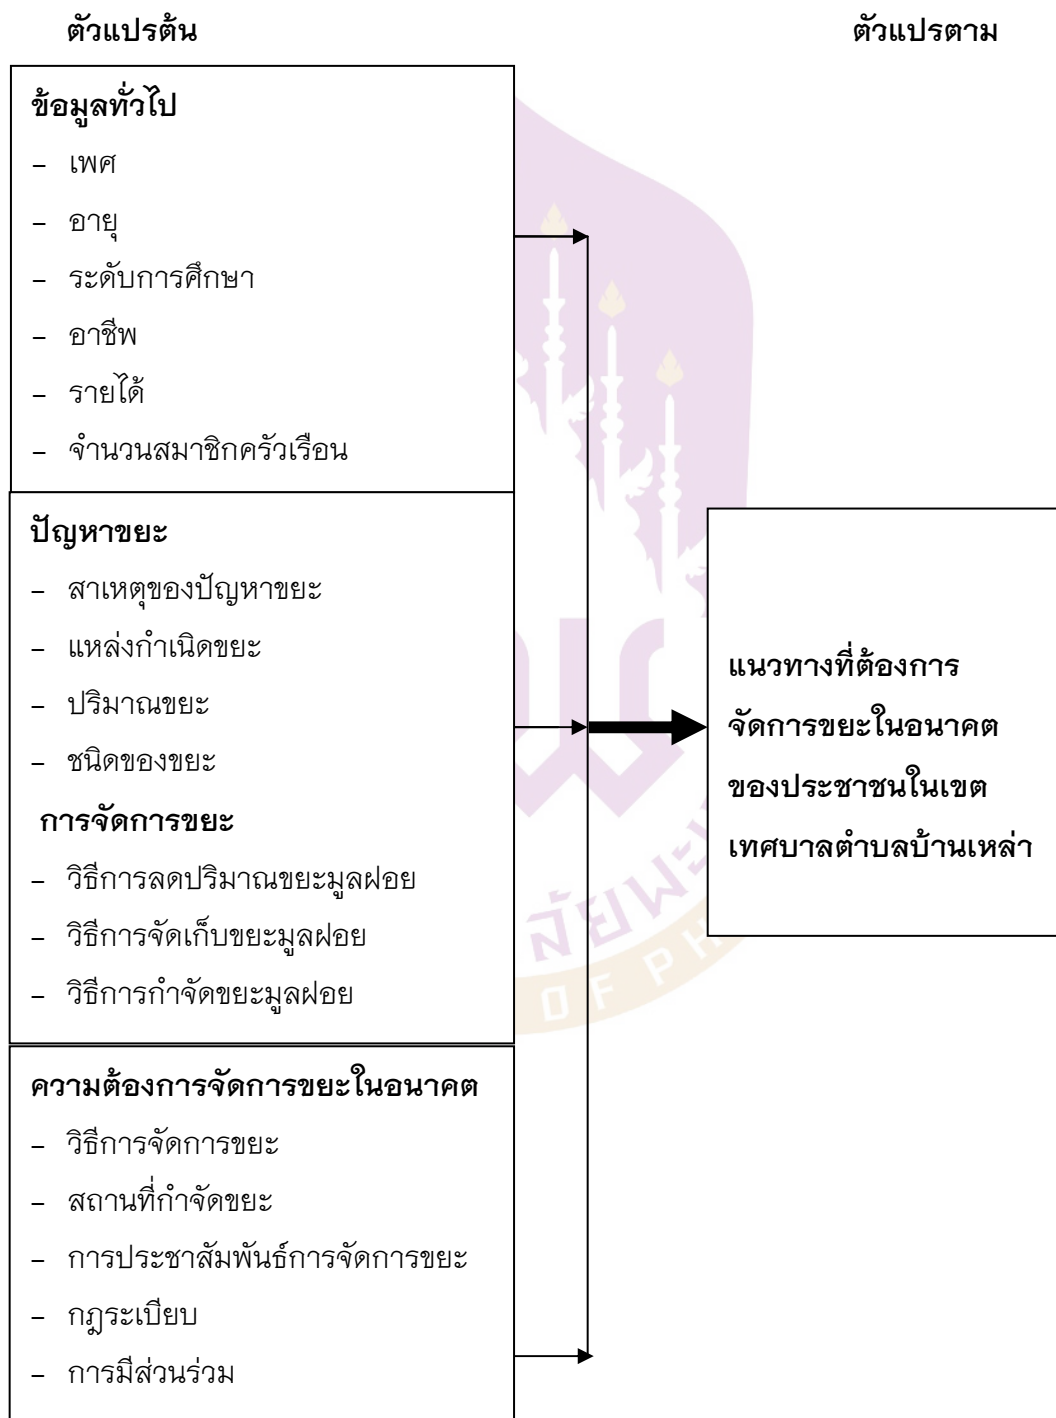 ตัวแปรต้น
ตัวแปรตาม
ข้อมูลทั่วไป
- เพศ
- อายุ
- ระดับการศึกษา
- อาชีพ
- รายได้
- จำนวนสมาชิกครัวเรือน
ปัญหาขยะ
- สาเหตุของปัญหาขยะ
- แหล่งกำเนิดขยะ
- ปริมาณขยะ
- ชนิดของขยะ
การจัดการขยะ
- วิธีการลดปริมาณขยะมูลฝอย
- วิธีการจัดเก็บขยะมูลฝอย
- วิธีการกำจัดขยะมูลฝอย
ความต้องการจัดการขยะในอนาคต
- วิธีการจัดการขยะ
- สถานที่กำจัดขยะ
- การประชาสัมพันธ์การจัดการขยะ
- กฎระเบียบ
- การมีส่วนร่วม
แนวทางที่ต้องการ
จัดการขยะในอนาคต
ของประชาชนในเขต
เทศบาลตำบลบ้านเหล่า
OF